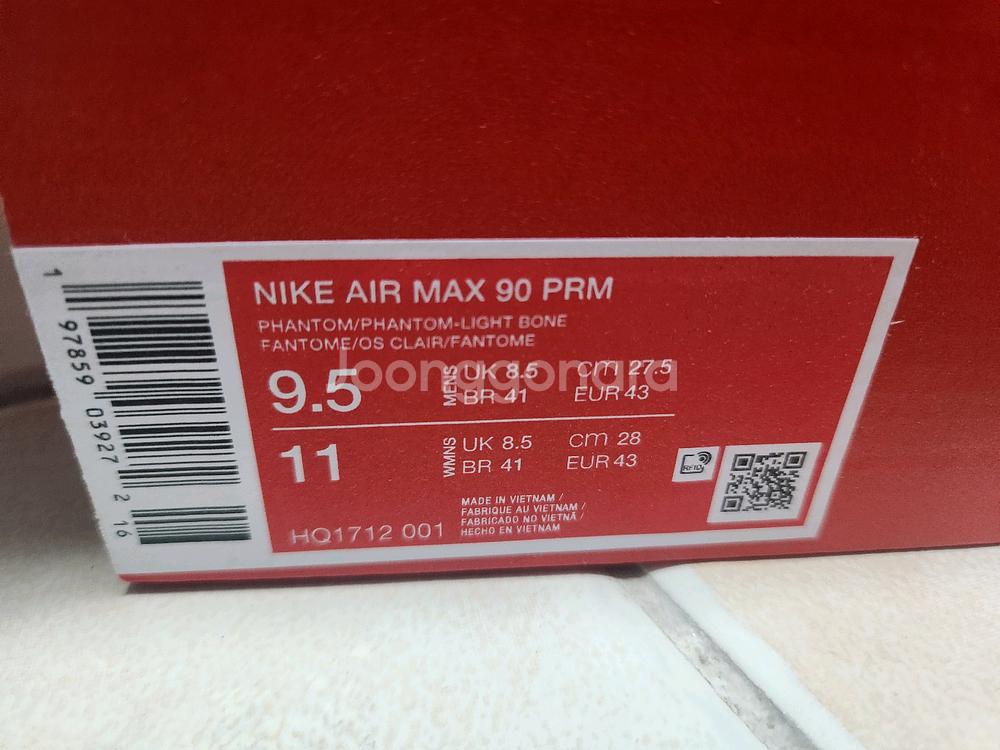 NIKE AIR MAX 90 PRM
PHANTOM/PHANTOM-LIGHT BONE
FANTOME/OS CLAIR/FANTOME
9.5 MENS UK 8.5 cm 27.5
BR 41 EUR 43
11 WMNS UK 8.5 cm 28
BR 41 EUR 43
RFID
MADE IN VIETNAM /
FABRIQUE AU VIETNAM /
FABRICADO NO VIETNÃ /
HECHO EN VIETNAM
HQ1712 001
1 97859 03927 2 16
joonggonara